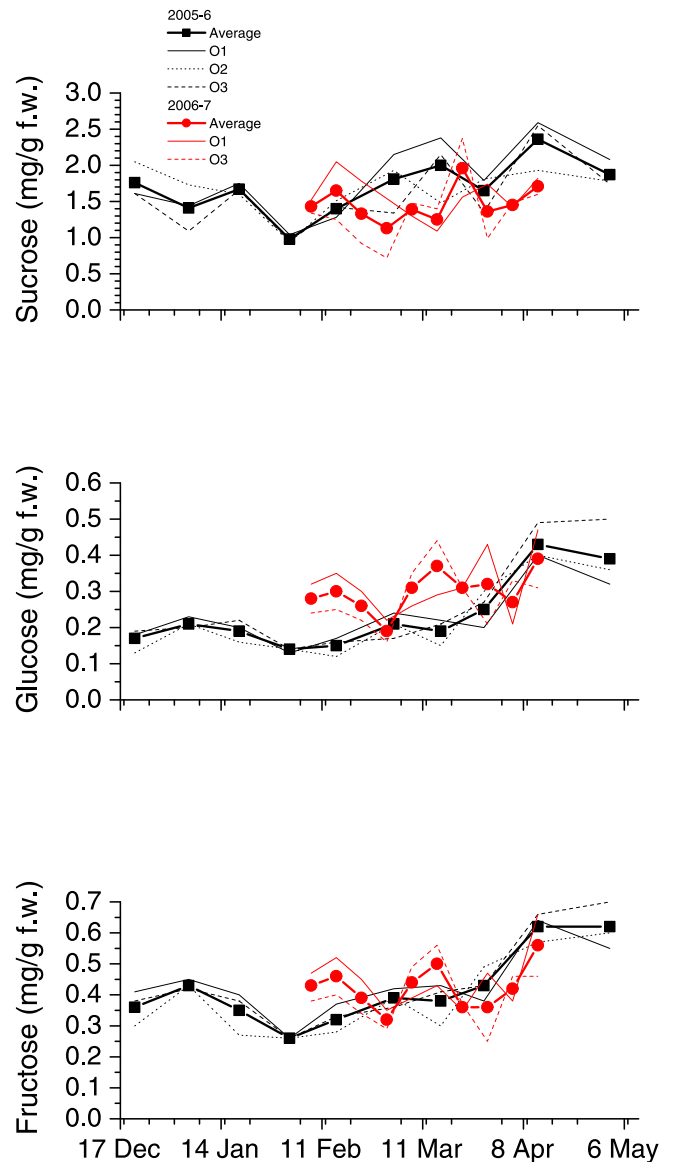 2005-6
Average
O1
O2
O3
2006-7
Average
O1
O3
Sucrose (mg/g f.w.)
3.0
2.5
2.0
1.5
1.0
0.5
0.0
Glucose (mg/g f.w.)
0.6
0.5
0.4
0.3
0.2
0.1
0.0
Fructose (mg/g f.w.)
0.7
0.6
0.5
0.4
0.3
0.2
0.1
0.0
17 Dec 14 Jan 11 Feb 11 Mar 8 Apr 6 May